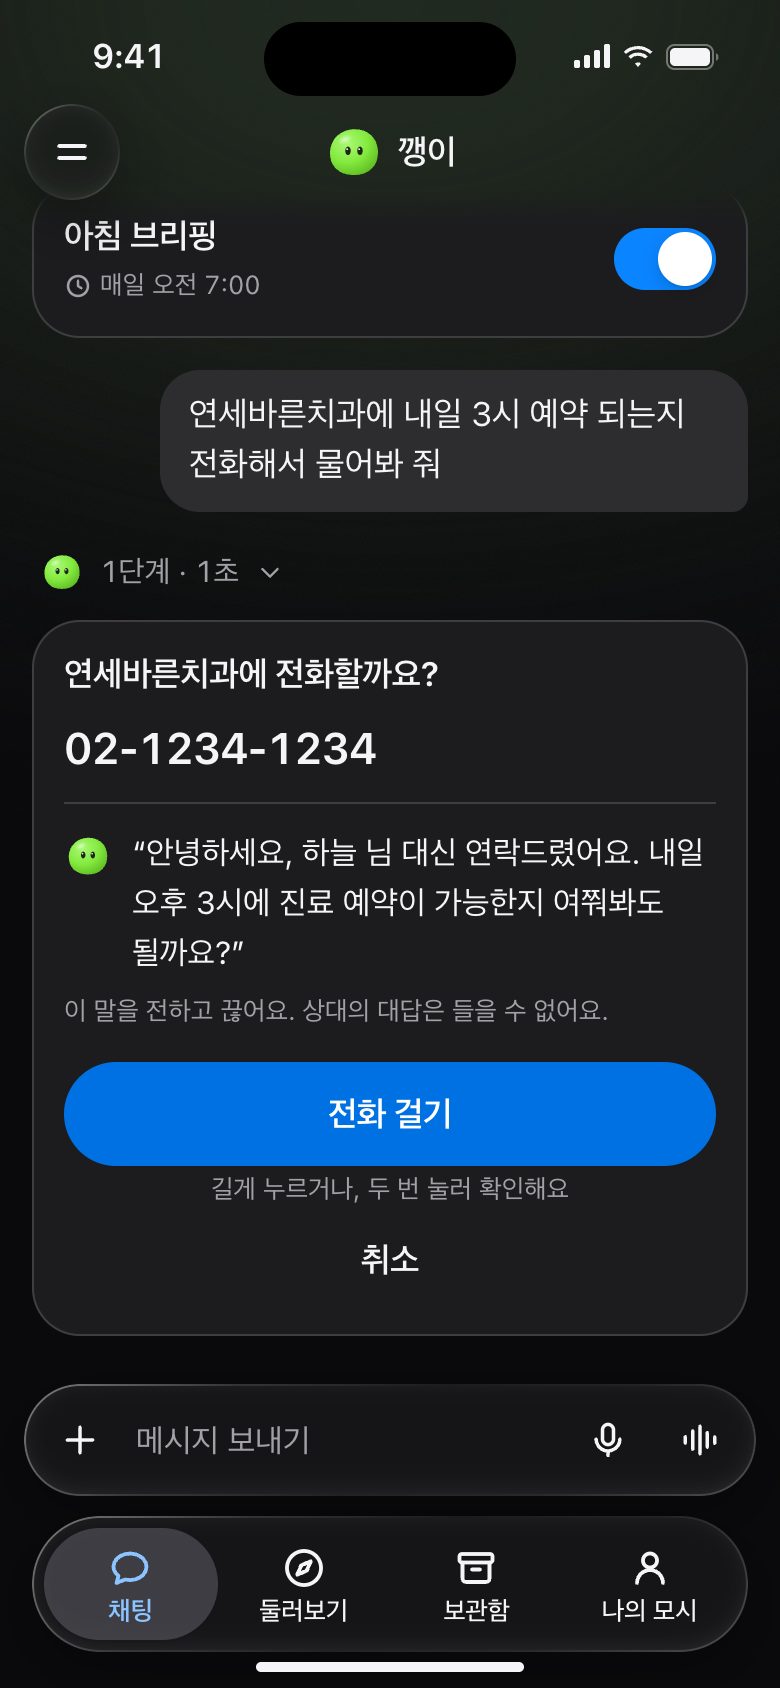 9:41
깽이
아침 브리핑
매일 오전 7:00
연세바른치과에 내일 3시 예약 되는지
전화해서 물어봐 줘
1단계 · 1초
연세바른치과에 전화할까요?
02-1234-1234
“안녕하세요, 하늘 님 대신 연락드렸어요. 내일
오후 3시에 진료 예약이 가능한지 여쭤봐도
될까요?”
이 말을 전하고 끊어요. 상대의 대답은 들을 수 없어요.
전화 걸기
길게 누르거나, 두 번 눌러 확인해요
취소
메시지 보내기
채팅
둘러보기
보관함
나의 모시